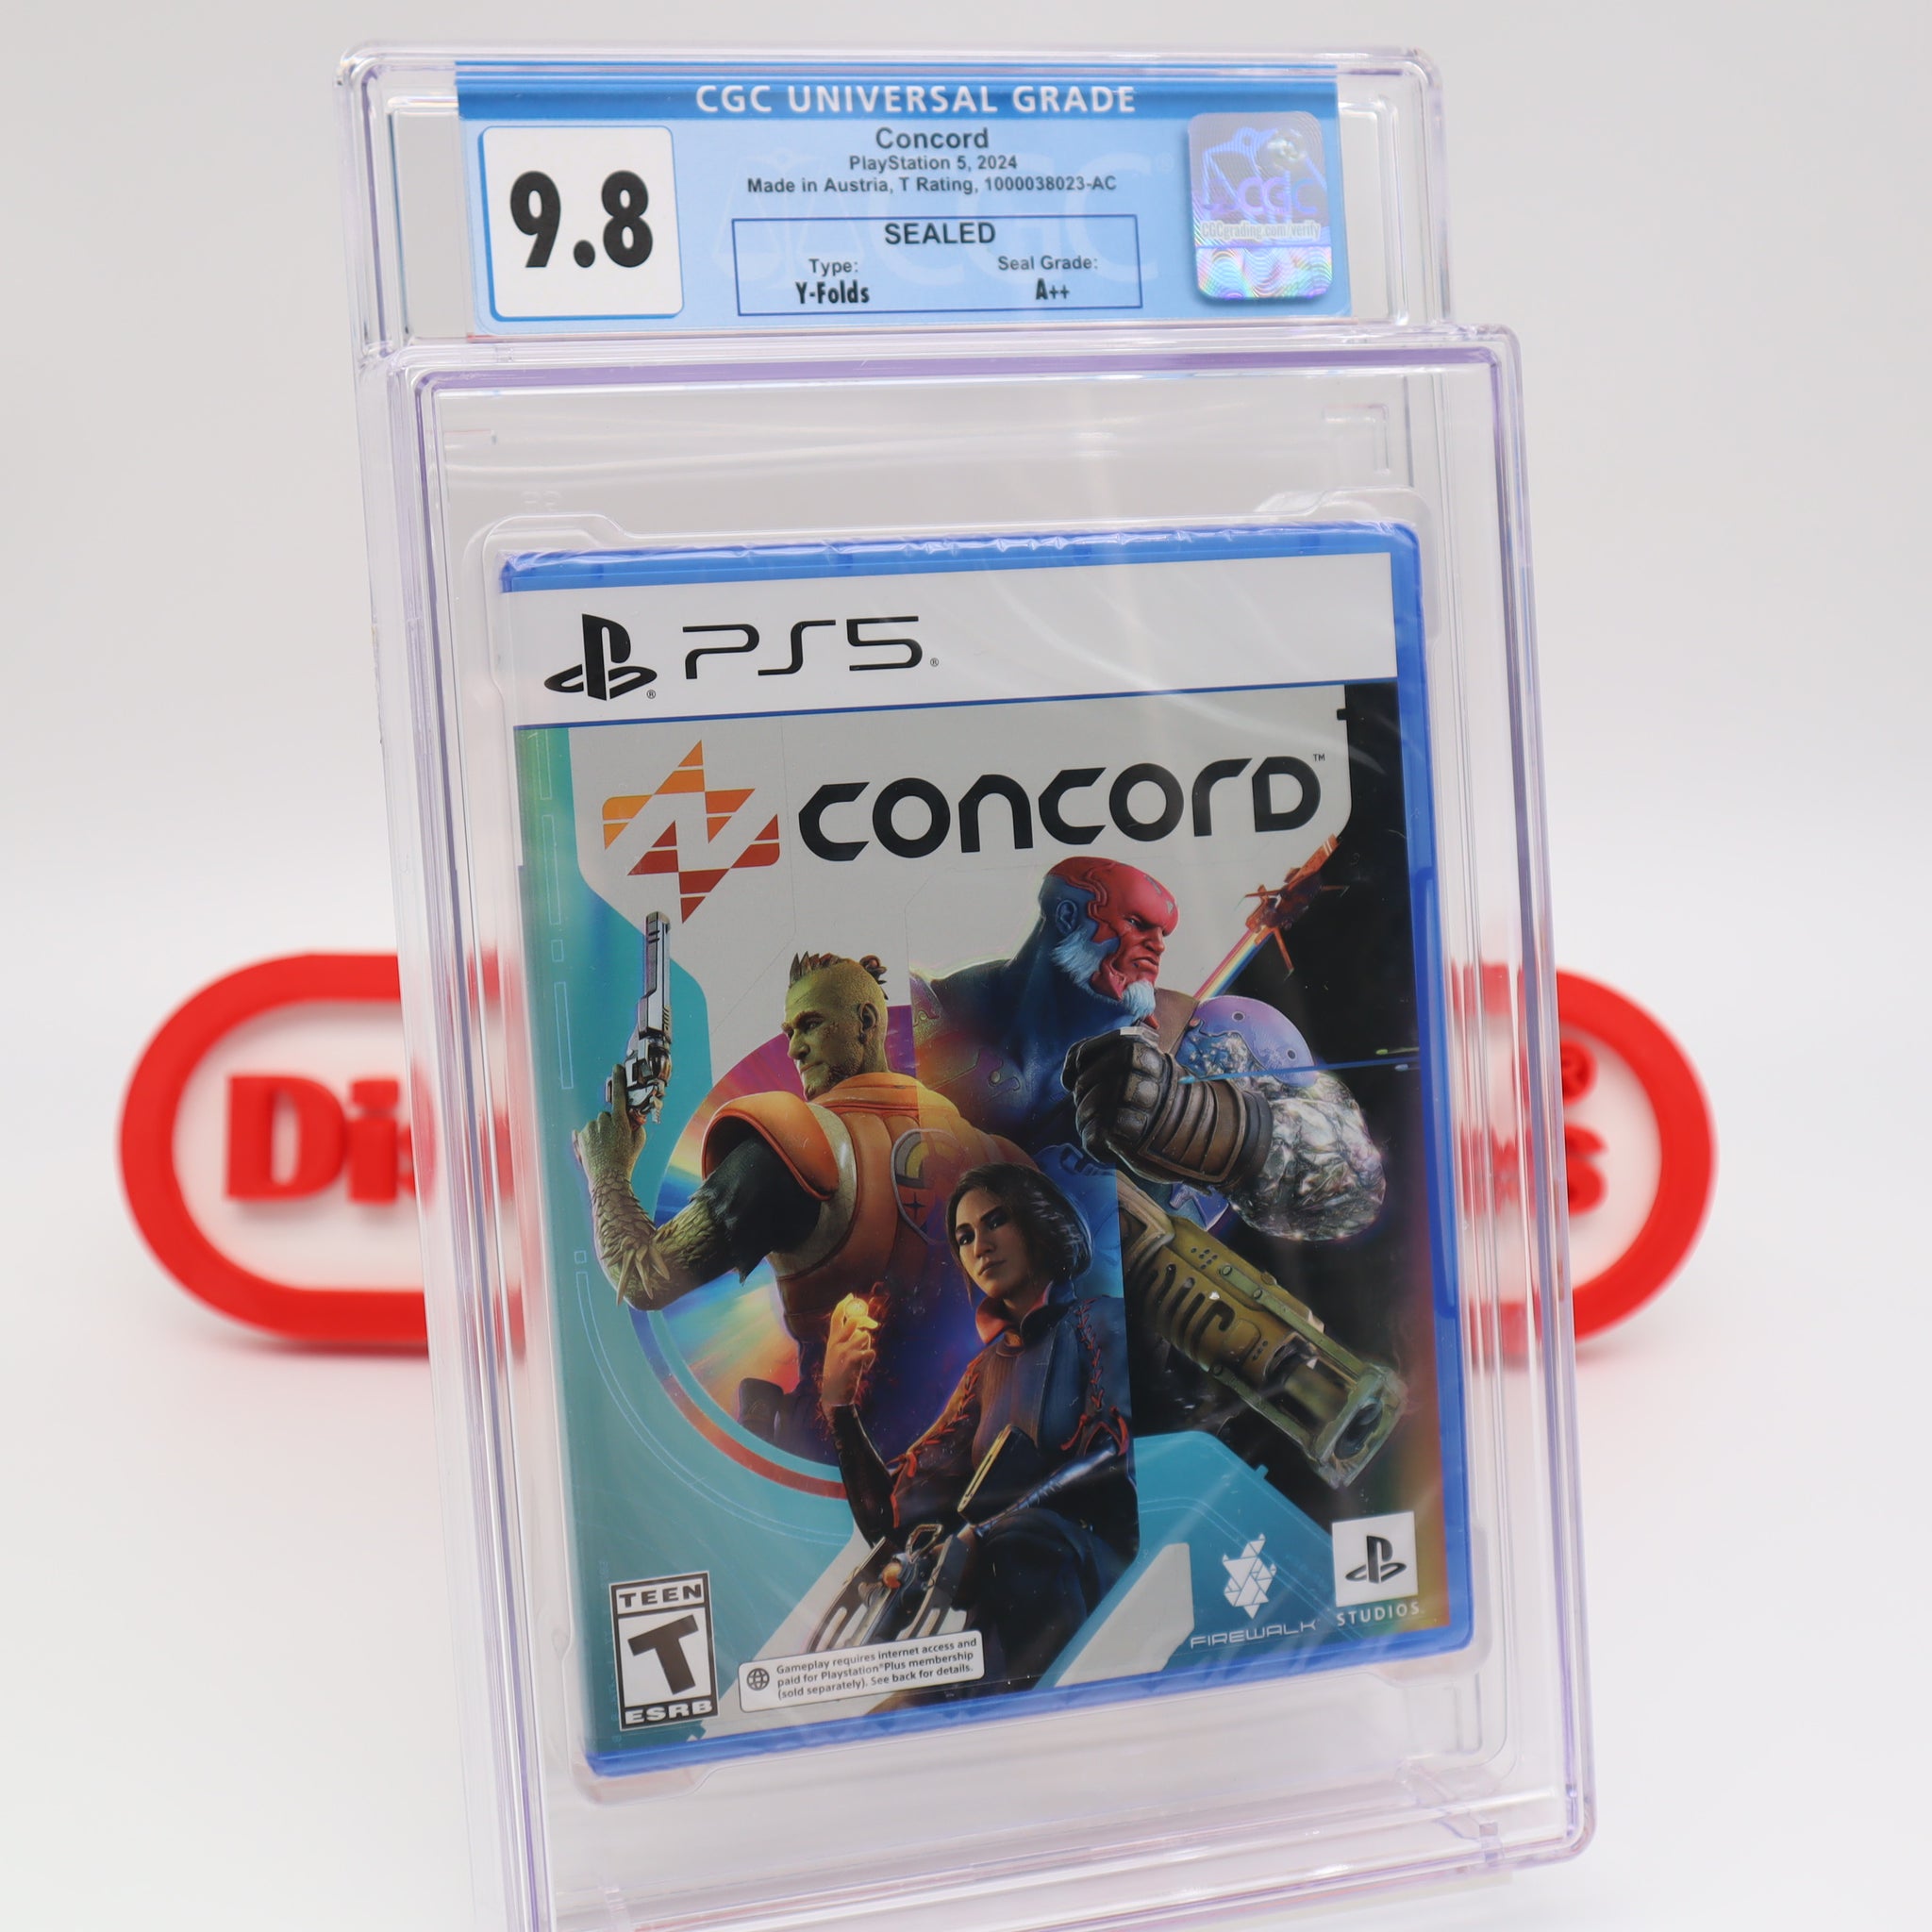 CGC UNIVERSAL GRADE
9.8
Concord
PlayStation 5, 2024
Made in Austria, T Rating, 1000038023-AC
SEALED
Type:
Seal Grade:
Y-Folds
A++
CGC
CGCgrading.com/verify
PS5®
CONCORD™
TEEN
T
ESRB
Gameplay requires internet access and
paid for Playstation®Plus membership
(sold separately). See back for details.
FIREWALK
STUDIOS